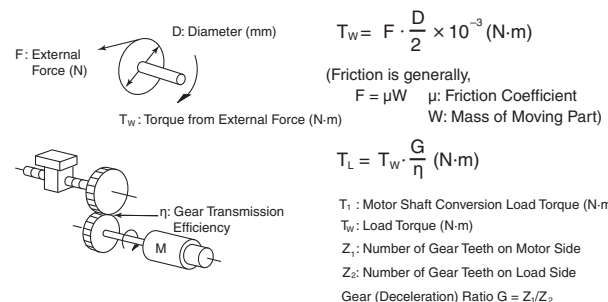 D: Diameter (mm)
F: External
Force (N)
T_W: Torque from External Force (N·m)
T_W = F · D/2 × 10⁻³ (N·m)
(Friction is generally,
F = μW μ: Friction Coefficient
W: Mass of Moving Part)
η: Gear Transmission
Efficiency
M
T_L = T_W · G/η (N·m)
T₁ : Motor Shaft Conversion Load Torque (N·m
T_W: Load Torque (N·m)
Z₁: Number of Gear Teeth on Motor Side
Z₂: Number of Gear Teeth on Load Side
Gear (Deceleration) Ratio G = Z₁/Z₂